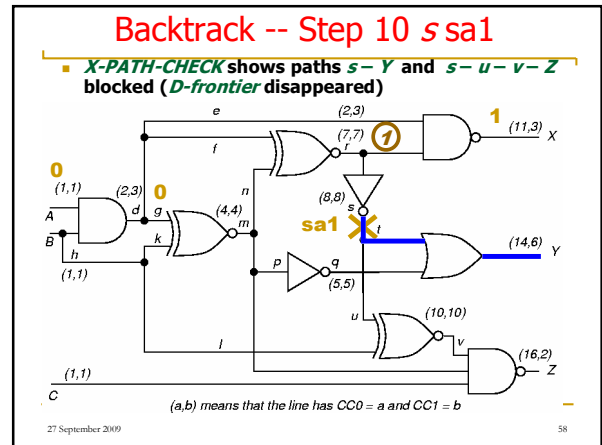 Backtrack -- Step 10 s sa1
X-PATH-CHECK shows paths s – Y and s – u – v – Z
blocked (D-frontier disappeared)
e
(2,3)
1
(11,3)
X
f
(7,7)
r
1
0
(1,1)
(2,3)
0
n
(8,8)
A
d
g
(4,4)
m
s
sa1
t
(14,6)
B
k
Y
h
(1,1)
p
q
(5,5)
(10,10)
u
v
l
(16,2)
(1,1)
Z
C
(a,b) means that the line has CC0 = a and CC1 = b
27 September 2009
58